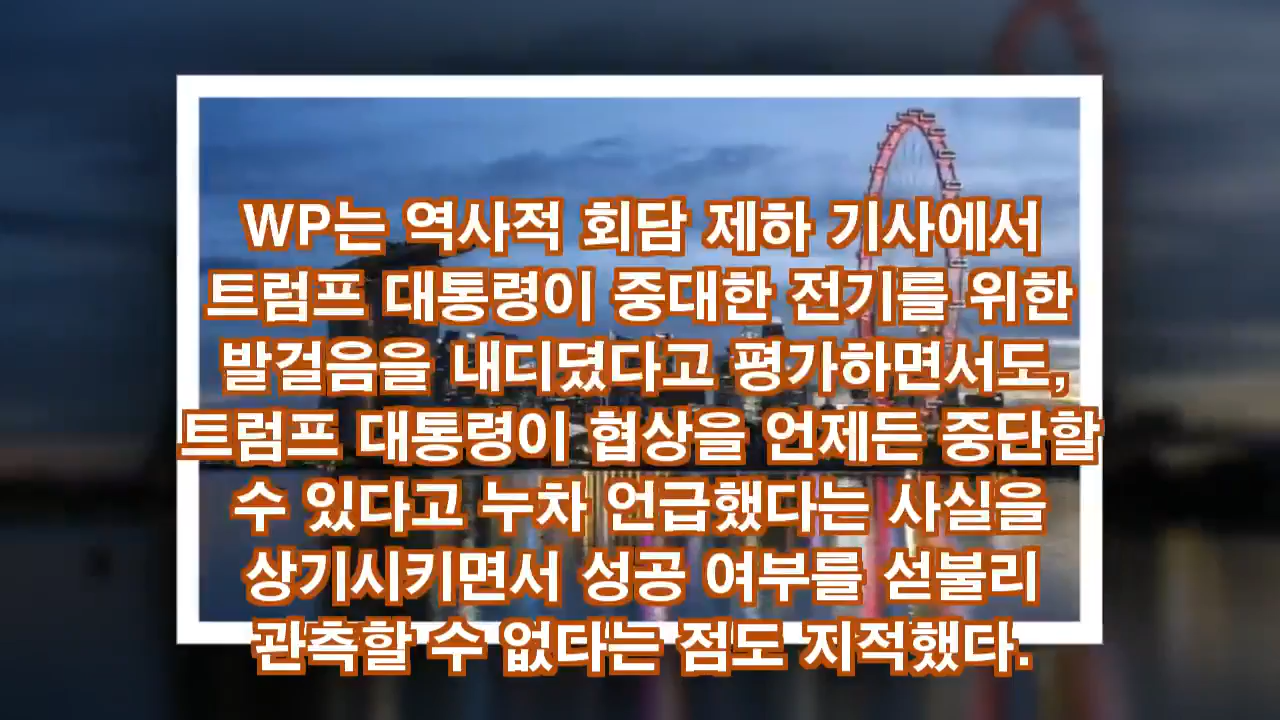 WP는 역사적 회담 제하 기사에서
트럼프 대통령이 중대한 전기를 위한
발걸음을 내디뎠다고 평가하면서도,
트럼프 대통령이 협상을 언제든 중단할
수 있다고 누차 언급했다는 사실을
상기시키면서 성공 여부를 섣불리
관측할 수 없다는 점도 지적했다.